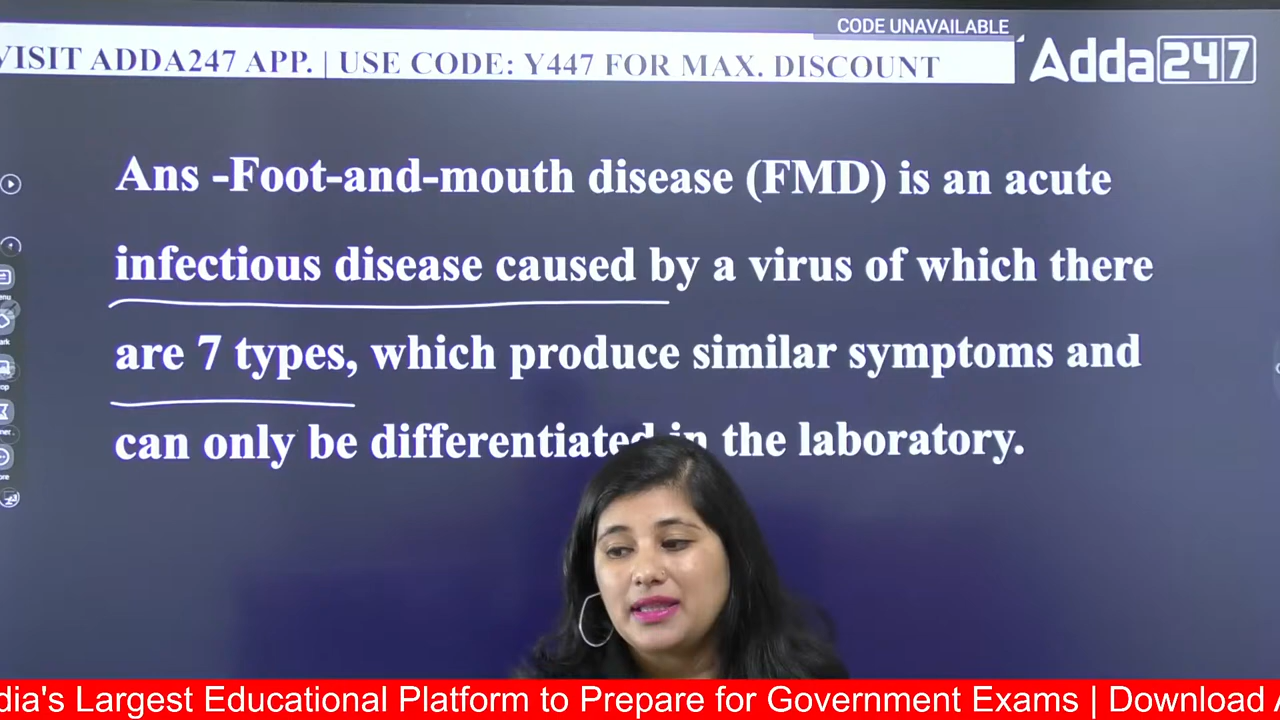 CODE UNAVAILABLE
VISIT ADDA247 APP. | USE CODE: Y447 FOR MAX. DISCOUNT
Adda247
Ans -Foot-and-mouth disease (FMD) is an acute
infectious disease caused by a virus of which there
are 7 types, which produce similar symptoms and
can only be differentiated in the laboratory.
dia's Largest Educational Platform to Prepare for Government Exams | Download A